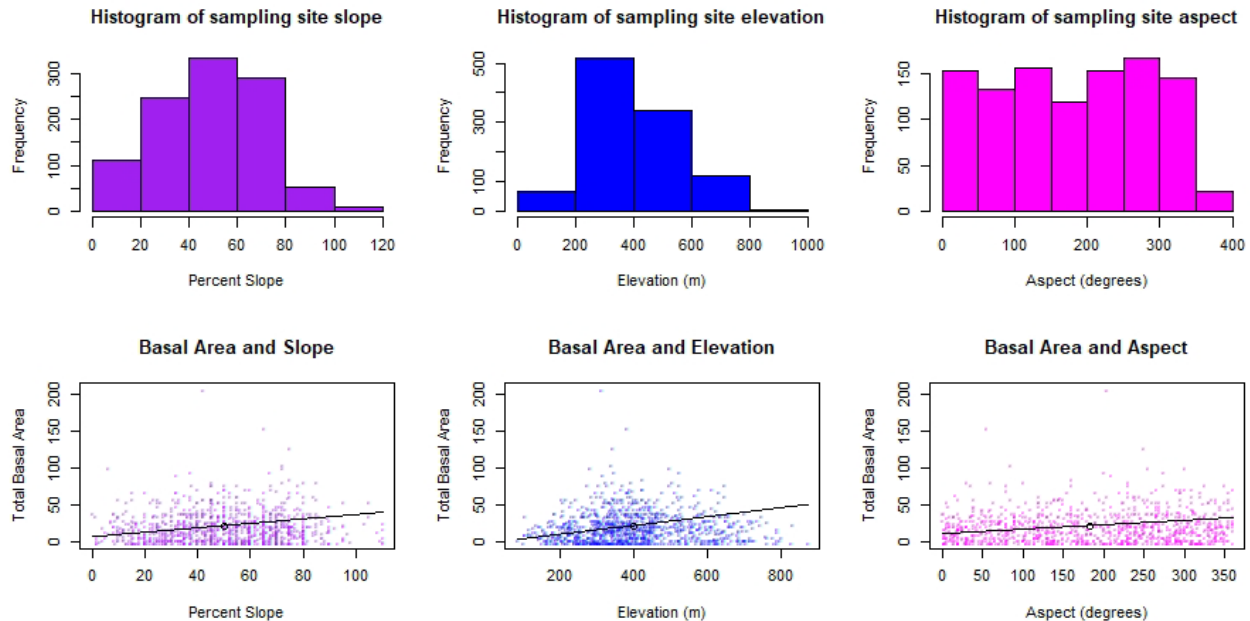 Histogram of sampling site slope
Frequency
0
100
200
300
0 20 40 60 80 100 120
Percent Slope
Histogram of sampling site elevation
Frequency
0
100
300
500
0 200 400 600 800 1000
Elevation (m)
Histogram of sampling site aspect
Frequency
0
50
100
150
0 100 200 300 400
Aspect (degrees)
Basal Area and Slope
Total Basal Area
0
50
100
150
200
0 20 40 60 80 100
Percent Slope
Basal Area and Elevation
Total Basal Area
0
50
100
150
200
200 400 600 800
Elevation (m)
Basal Area and Aspect
Total Basal Area
0
50
100
150
200
0 50 100 150 200 250 300 350
Aspect (degrees)